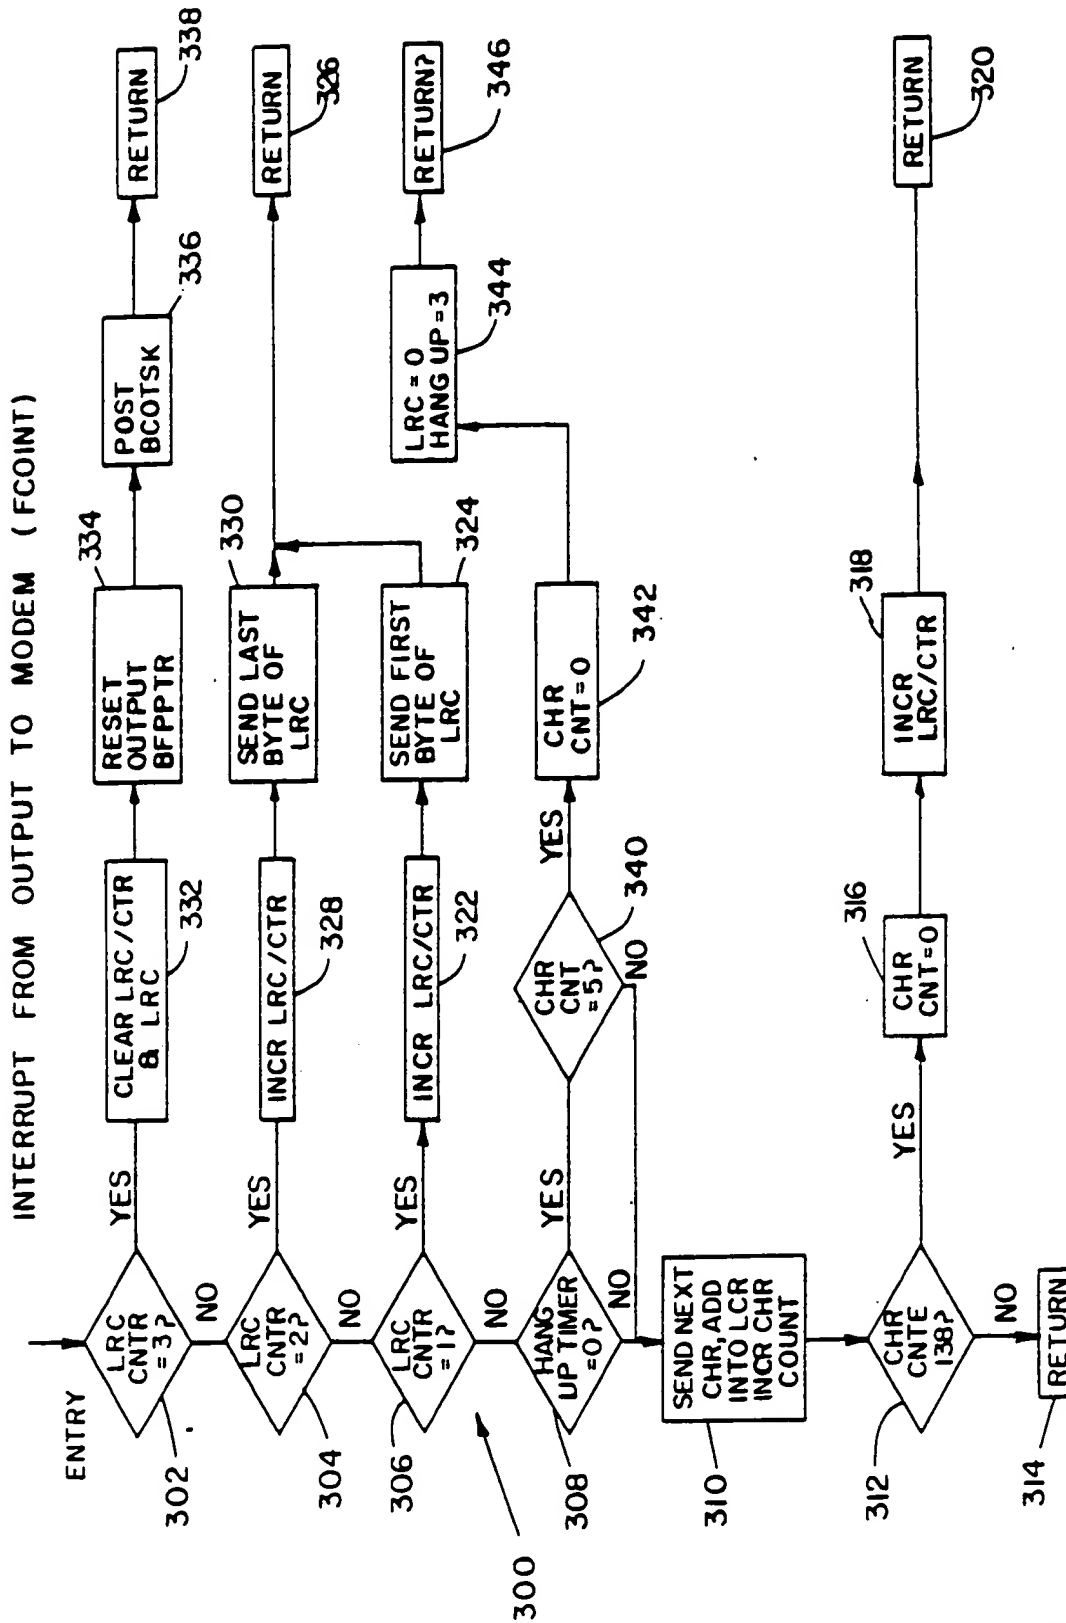 INTERRUPT FROM OUTPUT TO MODEM (FCOINT)
ENTRY
LRC
CNTR
=3?
302
YES
NO
CLEAR LRC/CTR
& LRC
332
RESET
OUTPUT
BFPPTR
334
POST
BCOTSK
336
RETURN
338
LRC
CNTR
=2?
304
YES
NO
INCR LRC/CTR
328
SEND LAST
BYTE OF
LRC
330
RETURN
326
LRC
CNTR
=1?
306
YES
NO
INCR LRC/CTR
322
SEND FIRST
BYTE OF
LRC
324
LRC=0
HANG UP=3
344
RETURN?
346
300
HANG
UP TIMER
=0?
308
YES
NO
CHR
CNT
=5?
340
YES
NO
CHR
CNT=0
342
SEND NEXT
CHR, ADD
INTO LCR
INCR CHR
COUNT
310
CHR
CNTE
138?
312
YES
NO
CHR
CNT=0
316
INCR
LRC/CTR
318
RETURN
320
RETURN
314